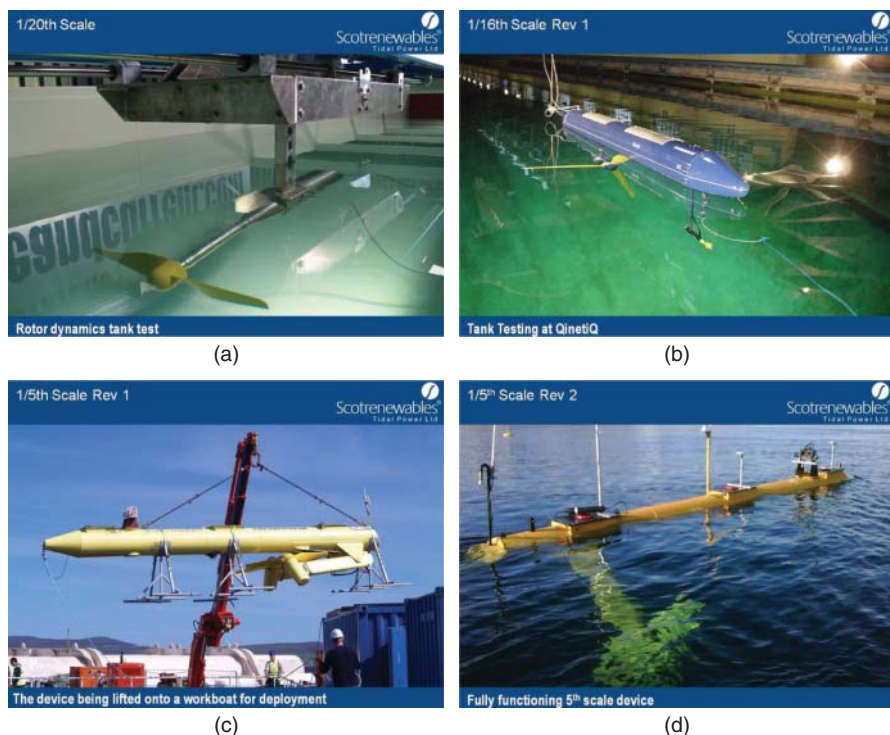 1/20th Scale
Scotrenewables®
Tidal Power Ltd
Rotor dynamics tank test
(a)
1/16th Scale Rev 1
Scotrenewables®
Tidal Power Ltd
Tank Testing at QinetiQ
(b)
1/5th Scale Rev 1
Scotrenewables®
Tidal Power Ltd
The device being lifted onto a workboat for deployment
(c)
1/5th Scale Rev 2
Scotrenewables®
Tidal Power Ltd
Fully functioning 5th scale device
(d)